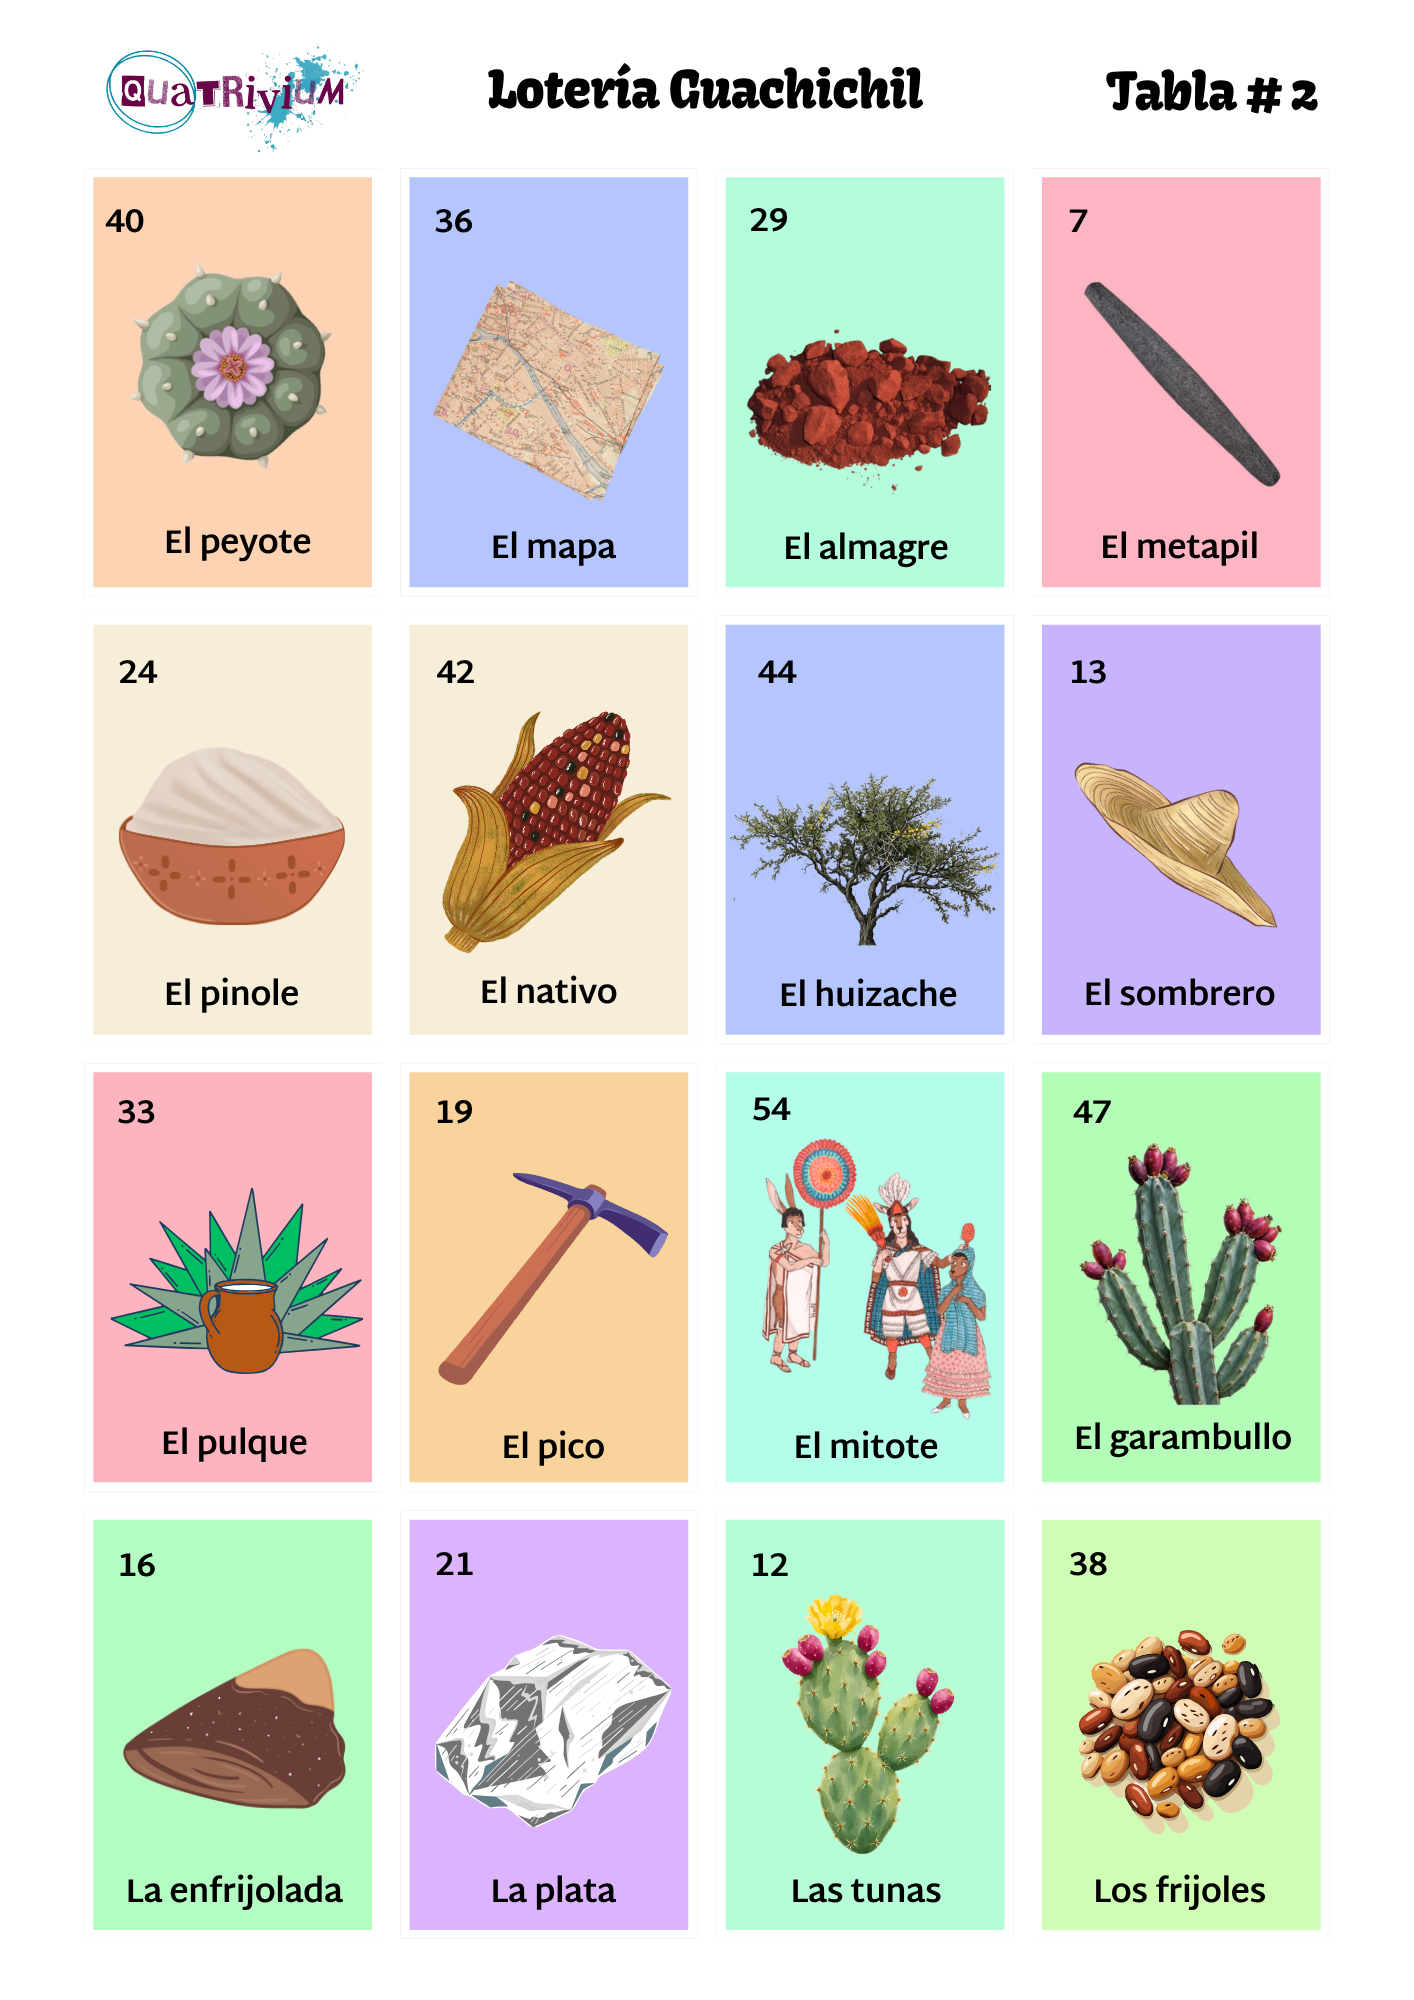 QuaTRiviuM
Lotería Guachichil
Tabla # 2
40
El peyote
36
El mapa
29
El almagre
7
El metapil
24
El pinole
42
El nativo
44
El huizache
13
El sombrero
33
El pulque
19
El pico
54
El mitote
47
El garambullo
16
La enfrijolada
21
La plata
12
Las tunas
38
Los frijoles